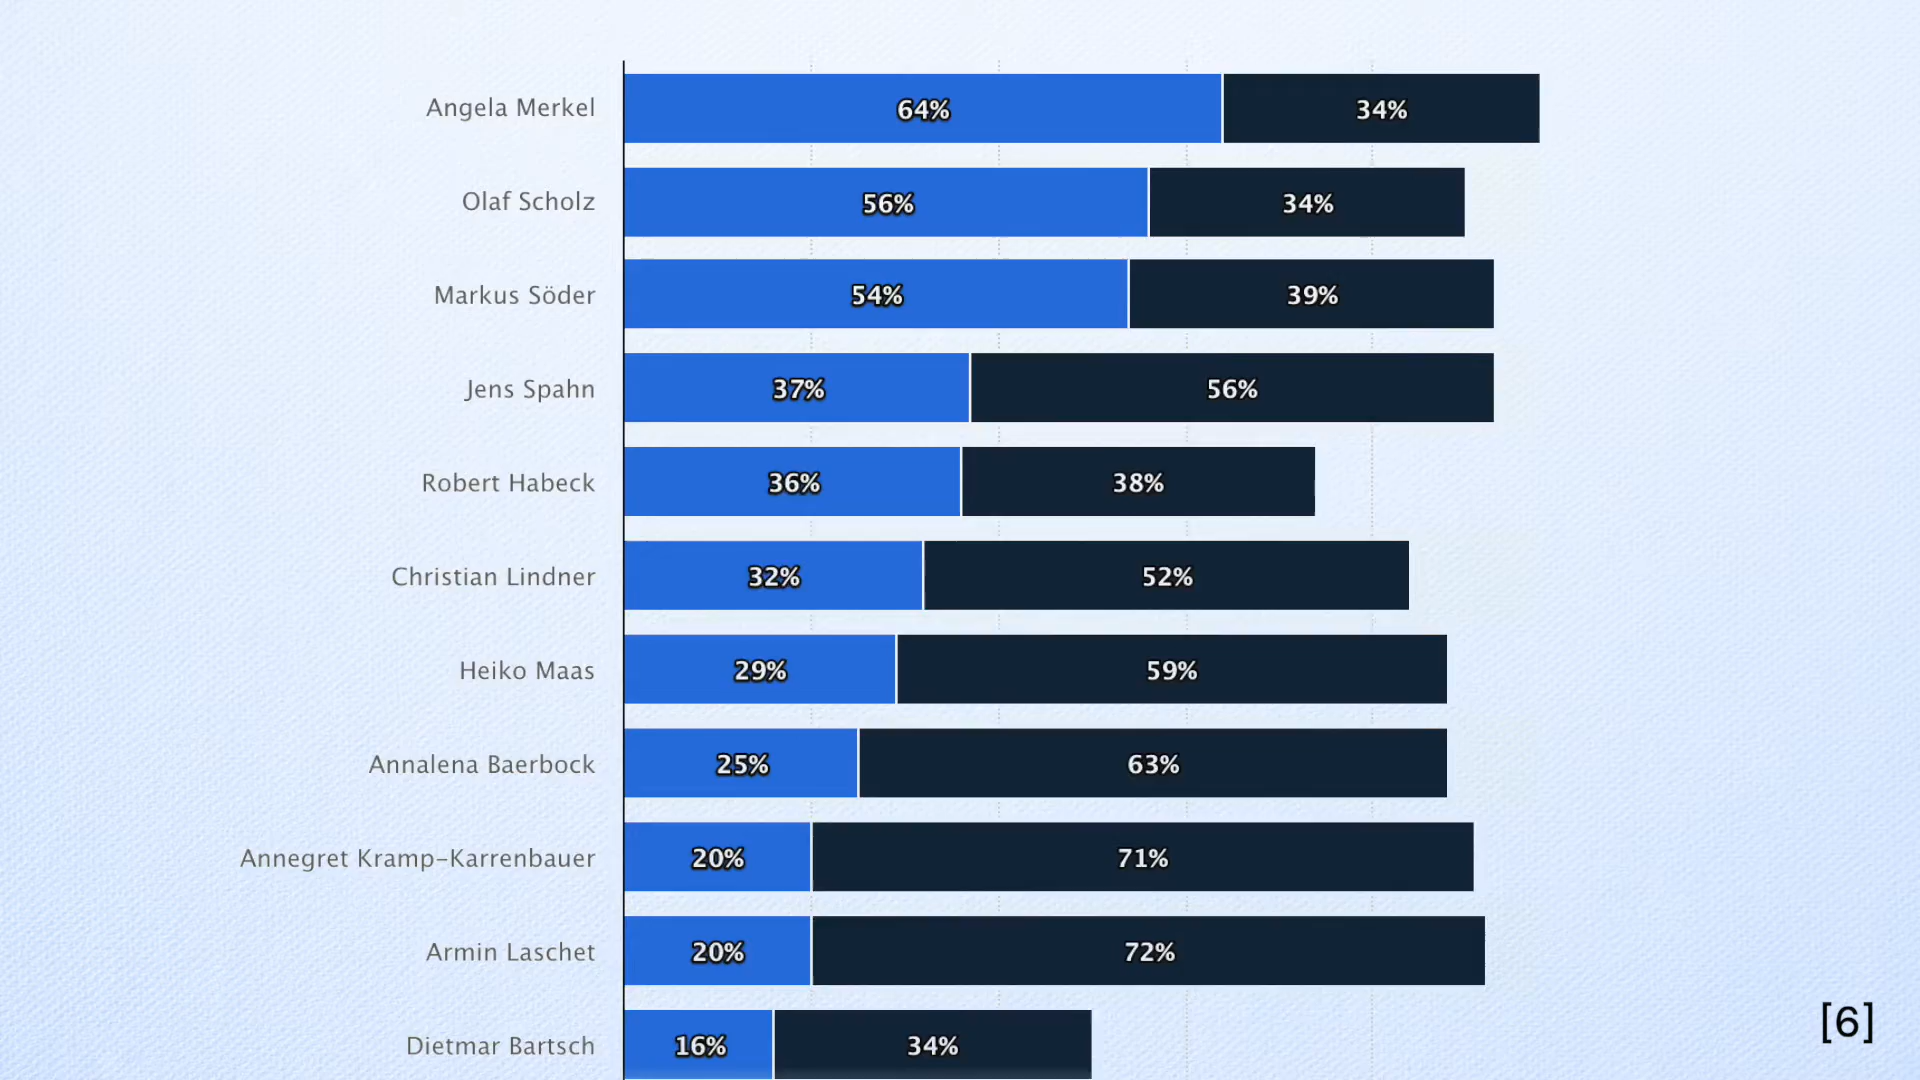 Angela Merkel 64% 34%
Olaf Scholz 56% 34%
Markus Söder 54% 39%
Jens Spahn 37% 56%
Robert Habeck 36% 38%
Christian Lindner 32% 52%
Heiko Maas 29% 59%
Annalena Baerbock 25% 63%
Annegret Kramp-Karrenbauer 20% 71%
Armin Laschet 20% 72%
Dietmar Bartsch 16% 34%
[6]